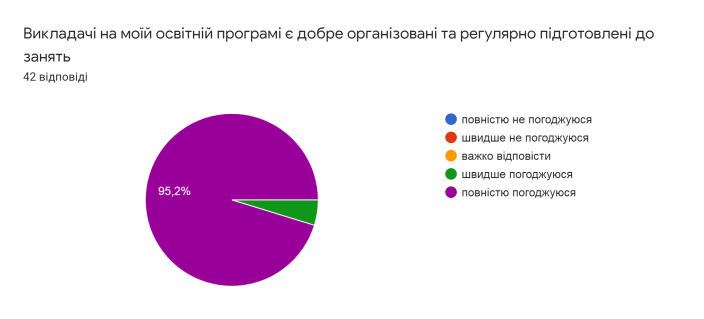 Викладачі на моїй освітній програмі є добре організовані та регулярно підготовлені до
занять
42 відповіді
95,2%
повністю не погоджуюся
швидше не погоджуюся
важко відповісти
швидше погоджуюся
повністю погоджуюся